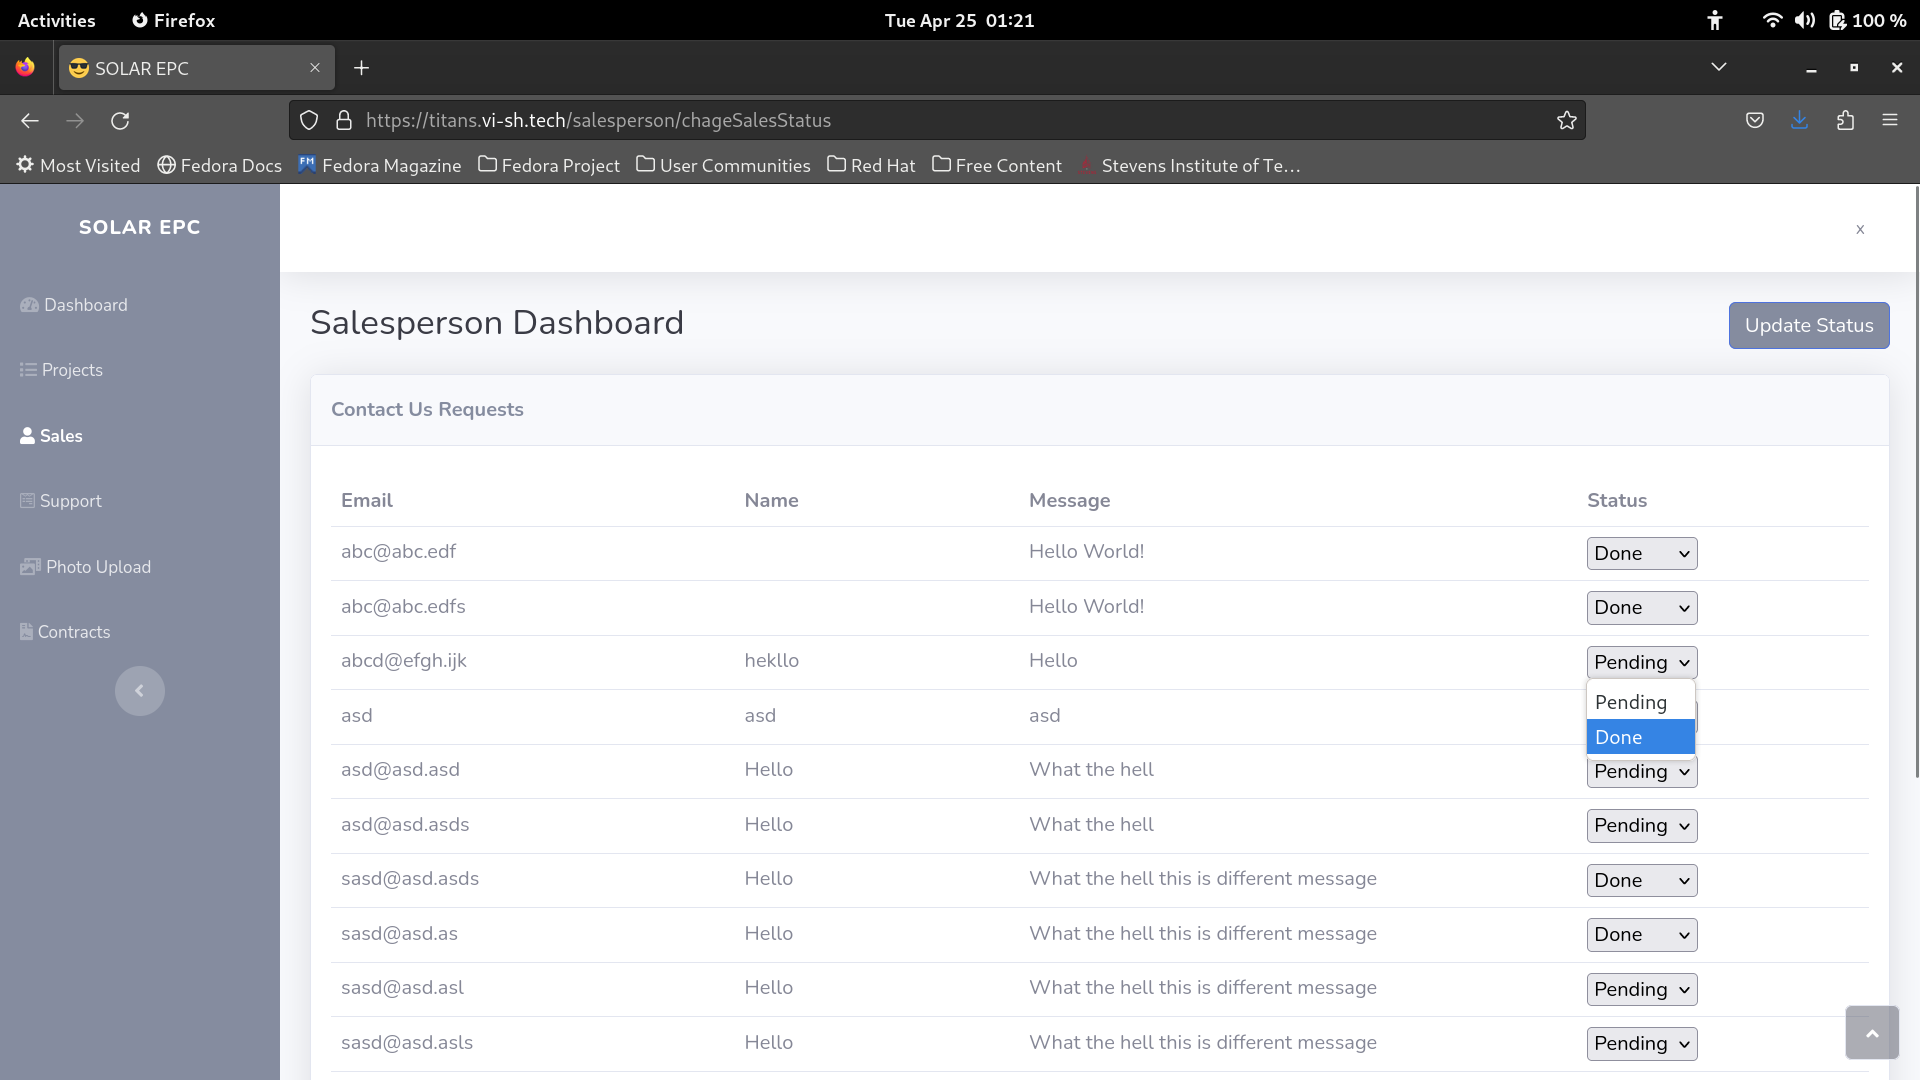 Activities Firefox Tue Apr 25 01:21 100 %
SOLAR EPC
https://titans.vi-sh.tech/salesperson/chageSalesStatus
Most Visited Fedora Docs Fedora Magazine Fedora Project User Communities Red Hat Free Content Stevens Institute of Te…
SOLAR EPC
x
Dashboard
Projects
Sales
Support
Photo Upload
Contracts
Salesperson Dashboard
Update Status
Contact Us Requests
Email Name Message Status
abc@abc.edf Hello World! Done
abc@abc.edfs Hello World! Done
abcd@efgh.ijk hekllo Hello Pending
Pending
Done
asd asd asd
asd@asd.asd Hello What the hell Pending
asd@asd.asds Hello What the hell Pending
sasd@asd.asds Hello What the hell this is different message Done
sasd@asd.as Hello What the hell this is different message Done
sasd@asd.asl Hello What the hell this is different message Pending
sasd@asd.asls Hello What the hell this is different message Pending